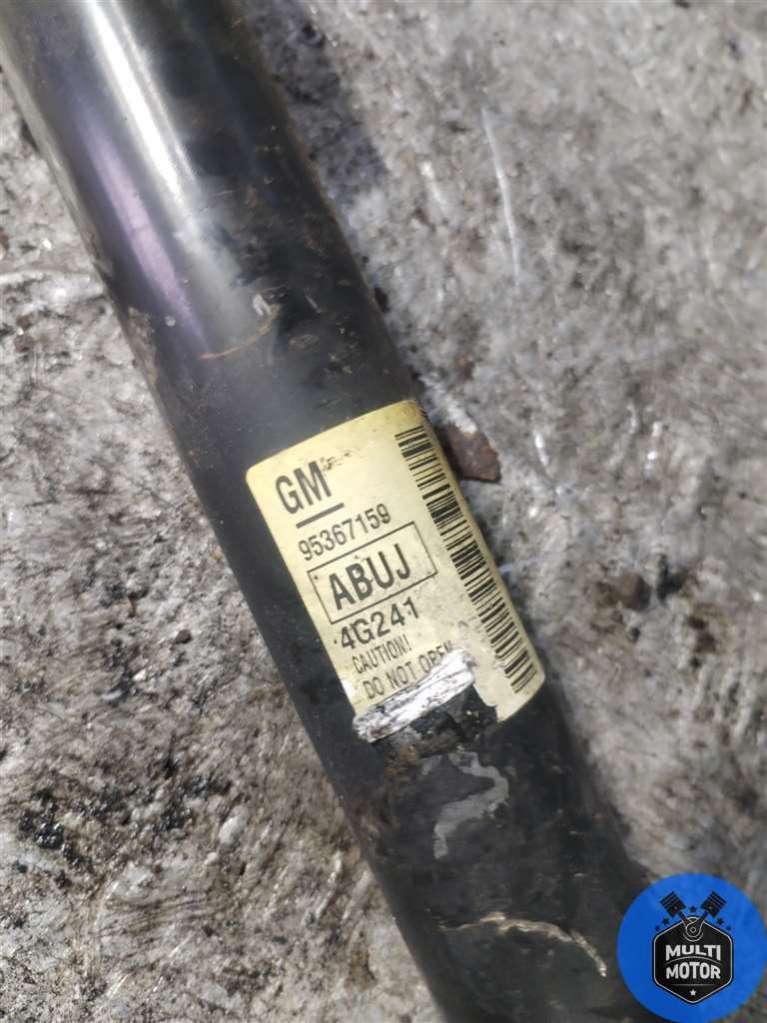 GM
95367159
ABUJ
4G241
CAUTION!
DO NOT OPEN
MULTI
MOTOR